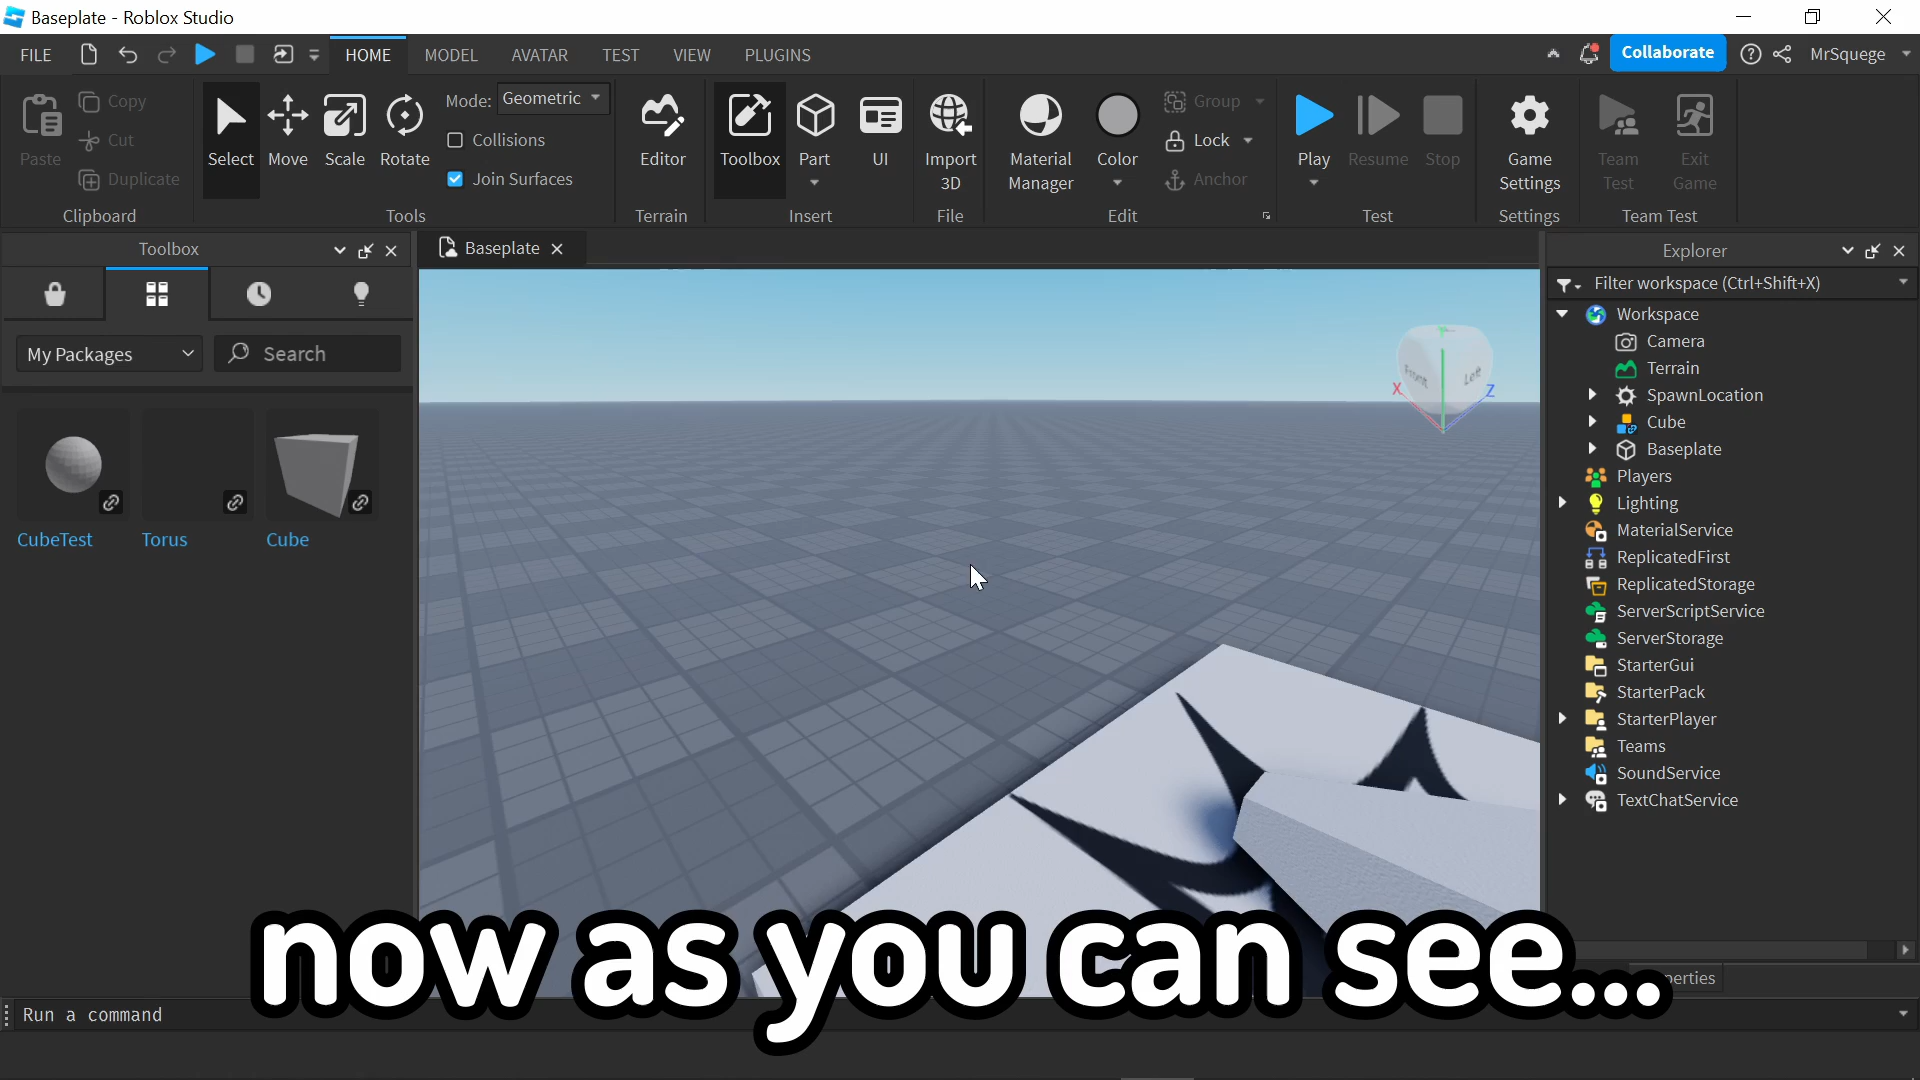 Baseplate - Roblox Studio
FILE
HOME
MODEL
AVATAR
TEST
VIEW
PLUGINS
Collaborate
MrSquege
Paste
Copy
Cut
Duplicate
Clipboard
Select
Move
Scale
Rotate
Mode: Geometric
Collisions
Join Surfaces
Tools
Editor
Terrain
Toolbox
Part
UI
Insert
Import
3D
File
Material
Manager
Color
Group
Lock
Anchor
Edit
Play
Resume
Stop
Test
Game
Settings
Settings
Team
Test
Exit
Game
Team Test
Toolbox
My Packages
Search
CubeTest
Torus
Cube
Baseplate
Front
Left
X
Y
Z
Explorer
Filter workspace (Ctrl+Shift+X)
Workspace
Camera
Terrain
SpawnLocation
Cube
Baseplate
Players
Lighting
MaterialService
ReplicatedFirst
ReplicatedStorage
ServerScriptService
ServerStorage
StarterGui
StarterPack
StarterPlayer
Teams
SoundService
TextChatService
perties
now as you can see...
Run a command